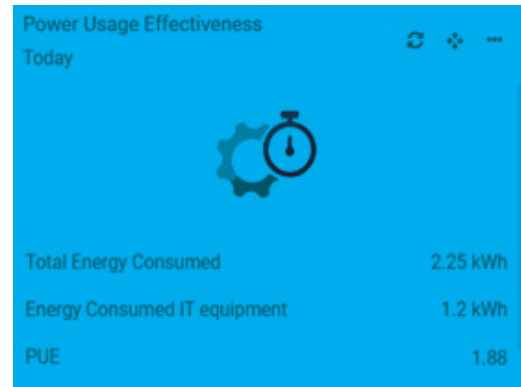 Power Usage Effectiveness
Today
Total Energy Consumed 2.25 kWh
Energy Consumed IT equipment 1.2 kWh
PUE 1.88